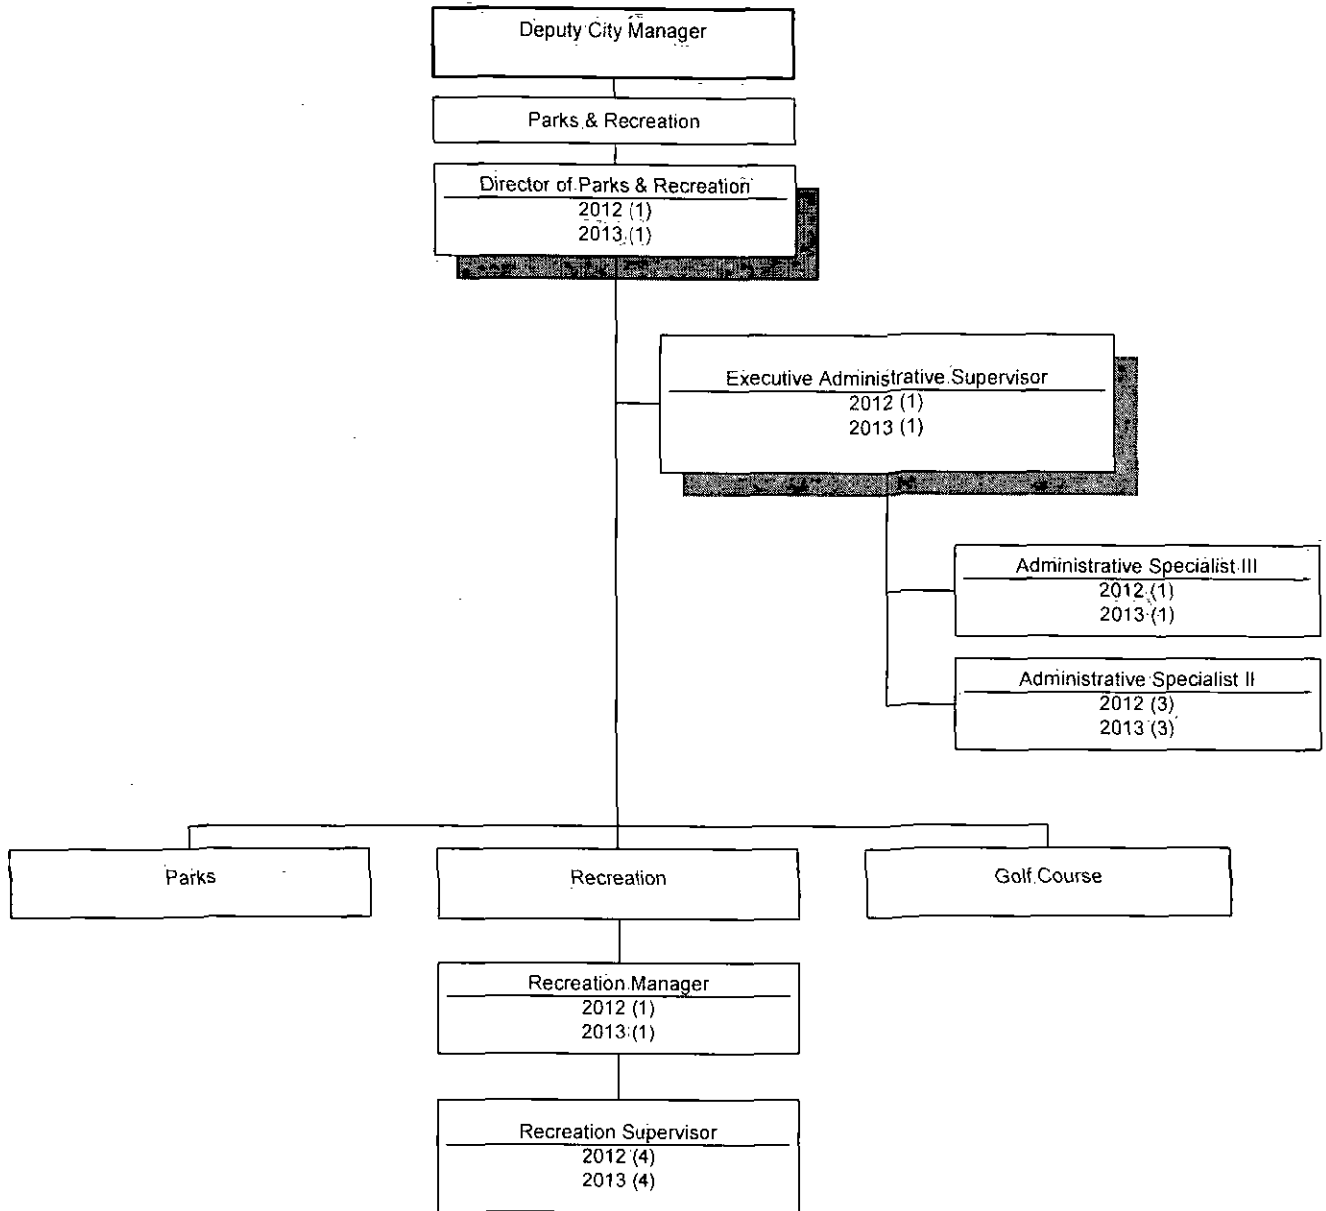 Deputy City Manager
Parks & Recreation
Director of Parks & Recreation
2012 (1)
2013 (1)
Executive Administrative Supervisor
2012 (1)
2013 (1)
Administrative Specialist III
2012 (1)
2013 (1)
Administrative Specialist II
2012 (3)
2013 (3)
Parks
Recreation
Golf Course
Recreation Manager
2012 (1)
2013 (1)
Recreation Supervisor
2012 (4)
2013 (4)